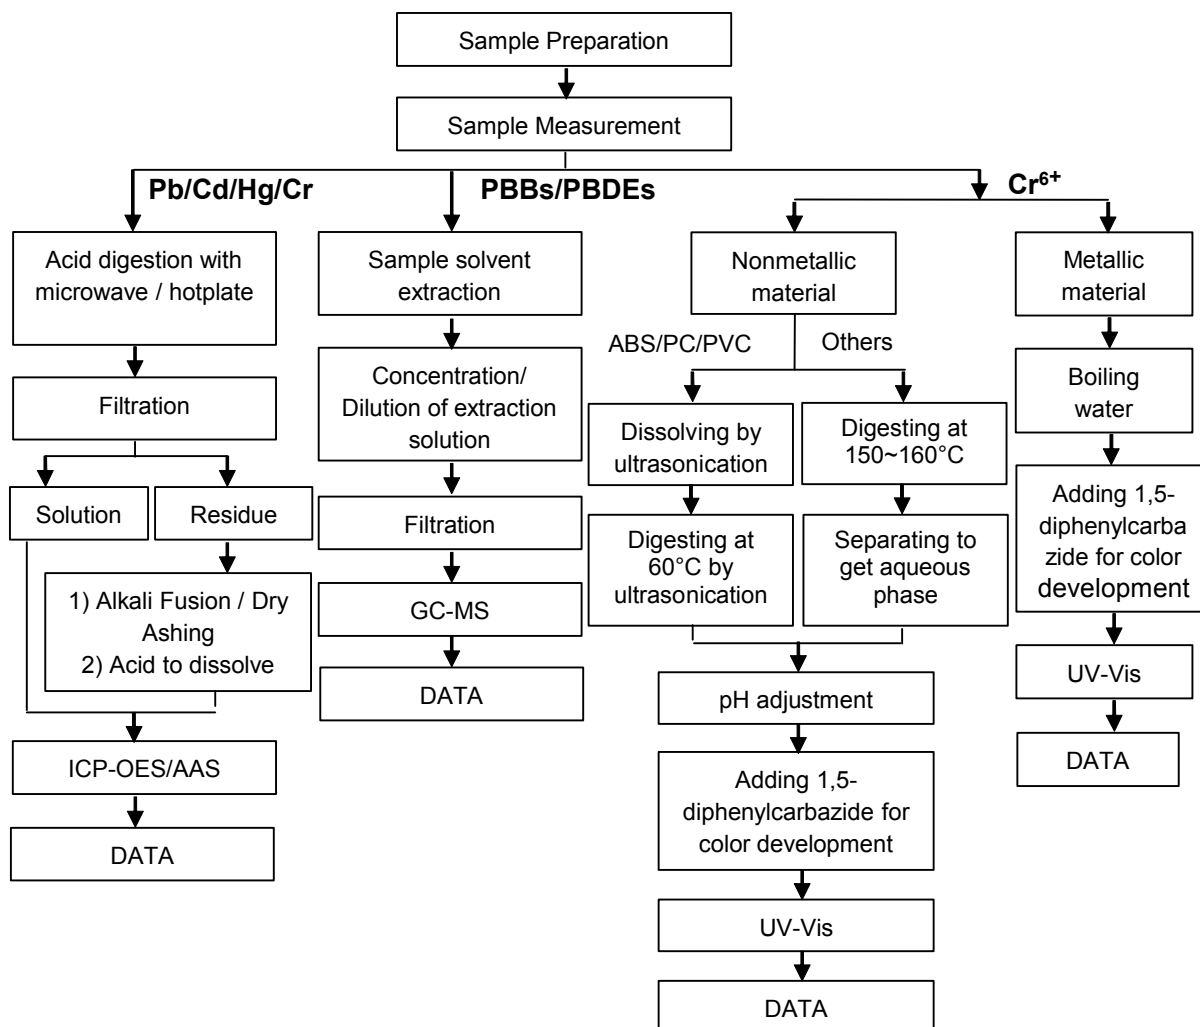 Sample Preparation
Sample Measurement
Pb/Cd/Hg/Cr
PBBs/PBDEs
Cr⁶⁺
Acid digestion with
microwave / hotplate
Filtration
Solution
Residue
1) Alkali Fusion / Dry
Ashing
2) Acid to dissolve
ICP-OES/AAS
DATA
Sample solvent
extraction
Concentration/
Dilution of extraction
solution
Filtration
GC-MS
DATA
Nonmetallic
material
ABS/PC/PVC
Others
Dissolving by
ultrasonication
Digesting at
60°C by
ultrasonication
Digesting at
150~160°C
Separating to
get aqueous
phase
pH adjustment
Adding 1,5-
diphenylcarbazide for
color development
UV-Vis
DATA
Metallic
material
Boiling
water
Adding 1,5-
diphenylcarba
zide for color
development
UV-Vis
DATA